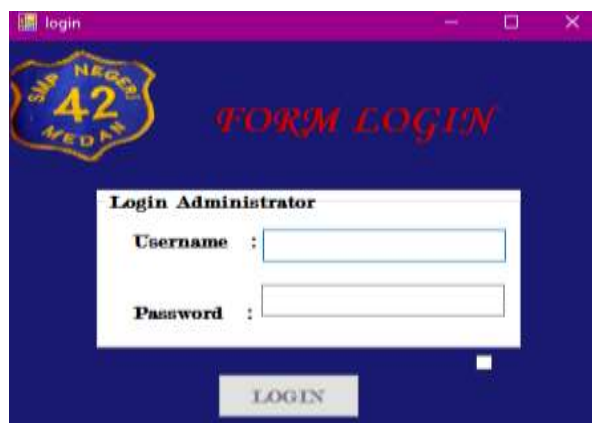 login
SMP NEGERI
42
MEDAN
FORM LOGIN
Login Administrator
Username :
Password :
LOGIN